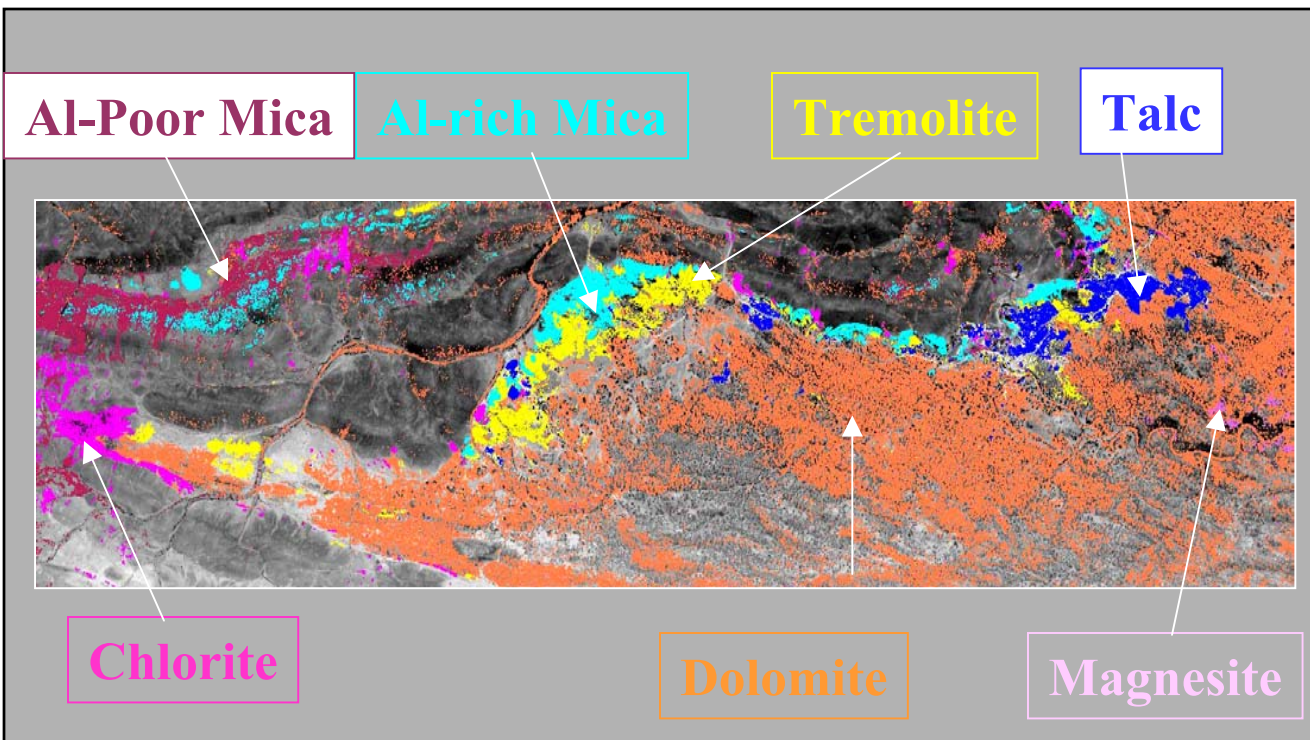 Al-Poor Mica
Al-rich Mica
Tremolite
Talc
Chlorite
Dolomite
Magnesite